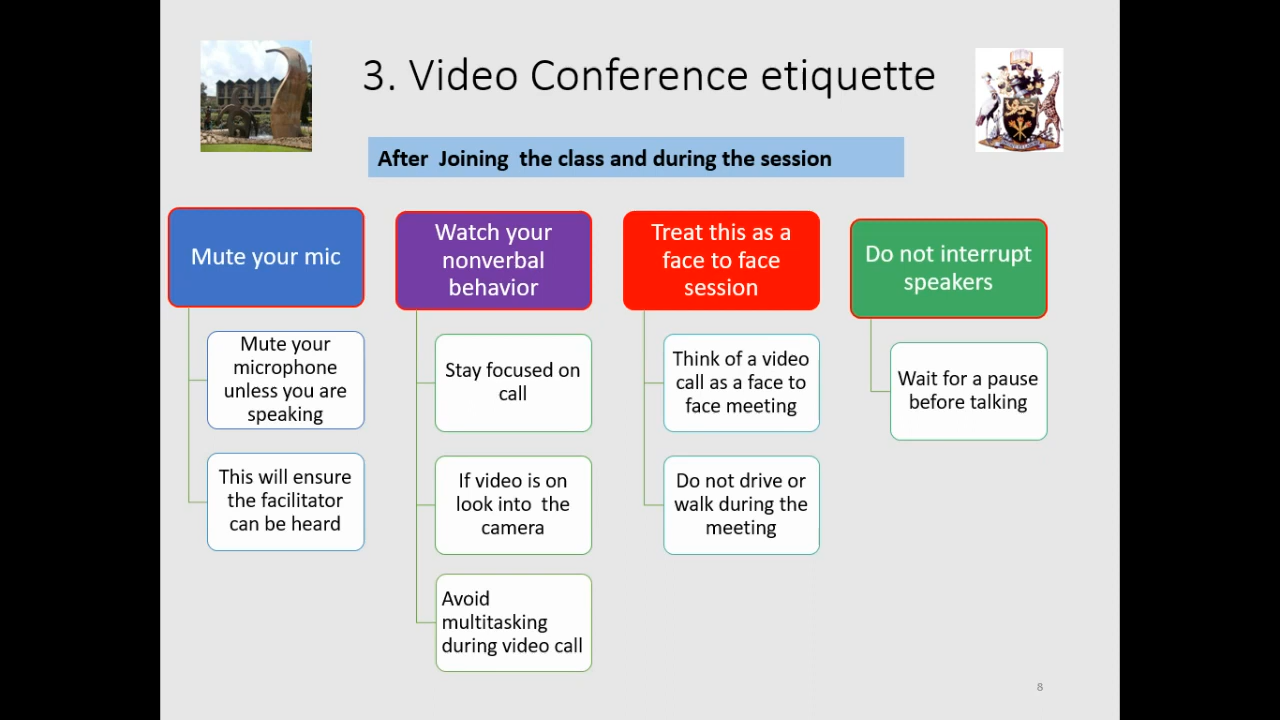 3. Video Conference etiquette
After Joining the class and during the session
Mute your mic
Mute your
microphone
unless you are
speaking
This will ensure
the facilitator
can be heard
Watch your
nonverbal
behavior
Stay focused on
call
If video is on
look into the
camera
Avoid
multitasking
during video call
Treat this as a
face to face
session
Think of a video
call as a face to
face meeting
Do not drive or
walk during the
meeting
Do not interrupt
speakers
Wait for a pause
before talking
8